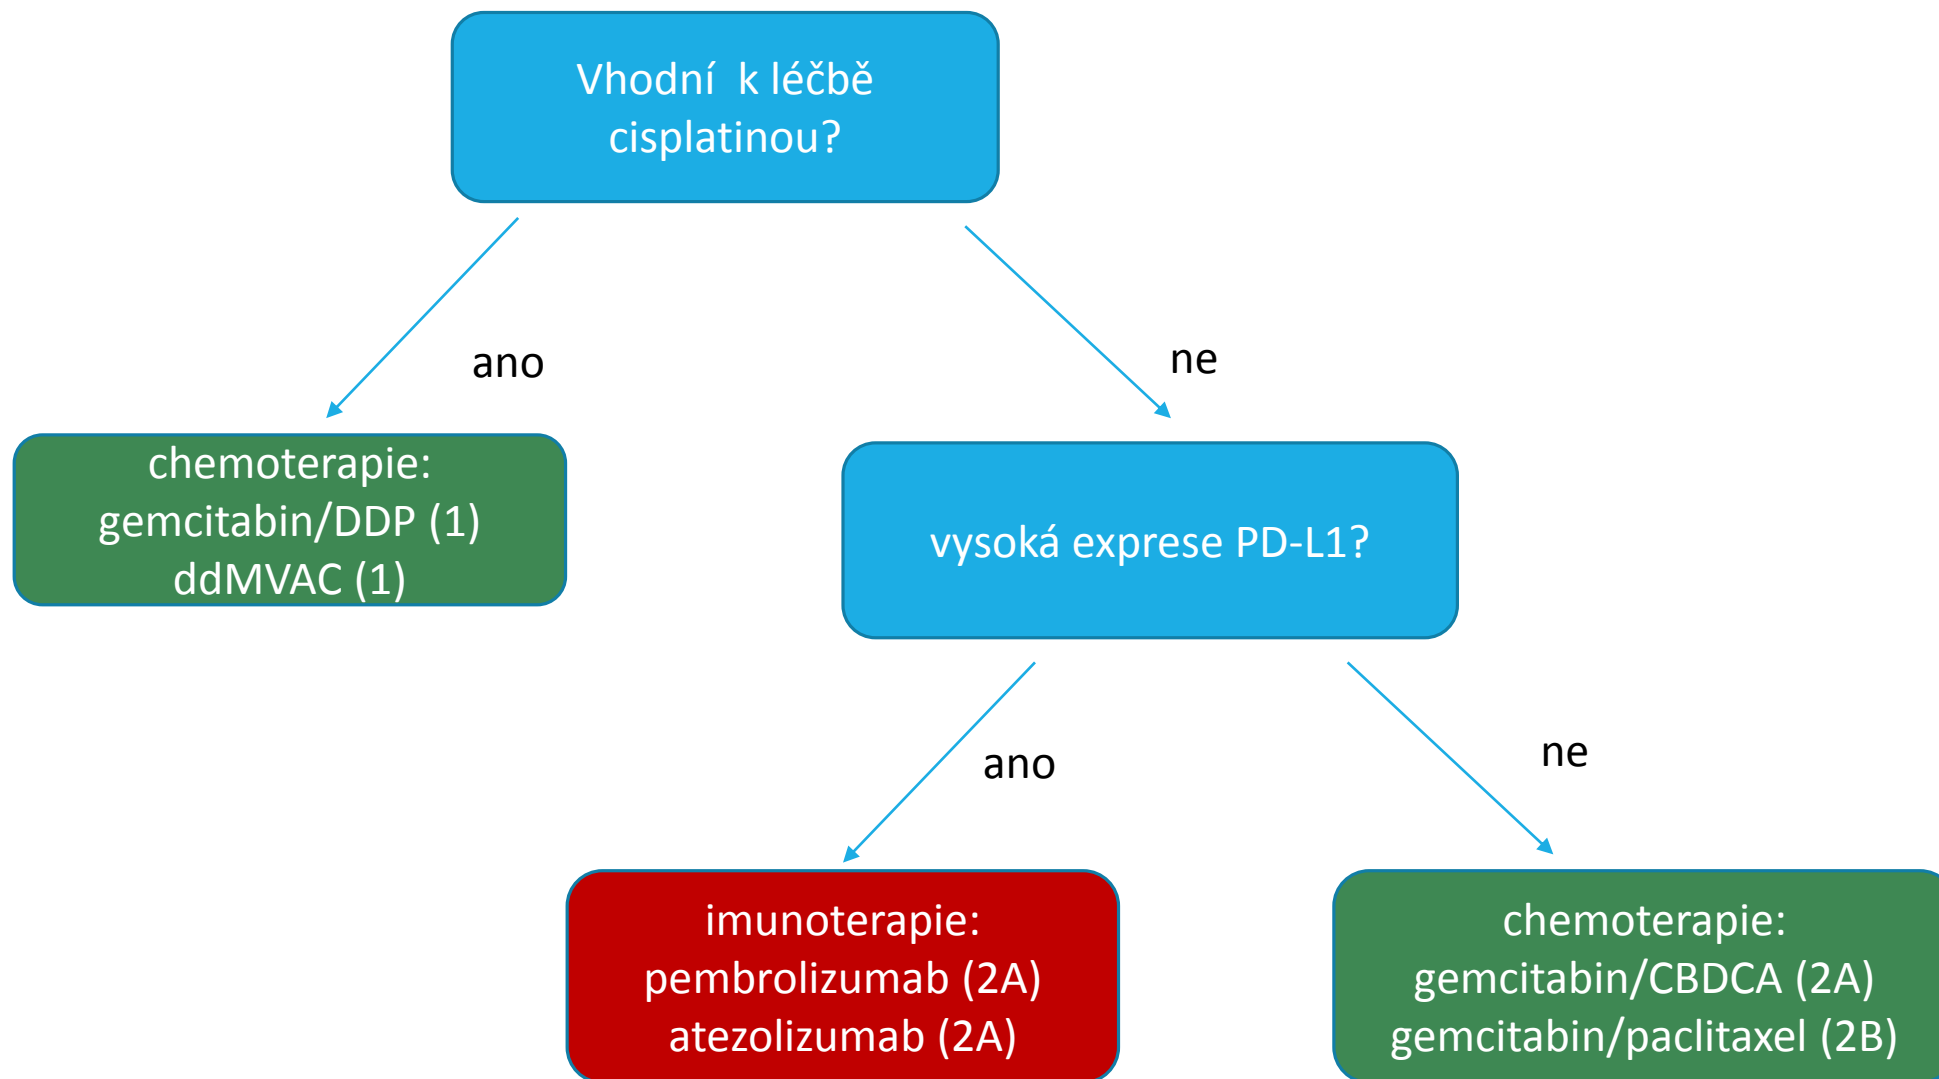 Vhodní  k léčbě
cisplatinou?
ano
ne
chemoterapie:
gemcitabin/DDP (1)
ddMVAC (1)
vysoká exprese PD-L1?
ano
ne
imunoterapie:
pembrolizumab (2A)
atezolizumab (2A)
chemoterapie:
gemcitabin/CBDCA (2A)
gemcitabin/paclitaxel (2B)